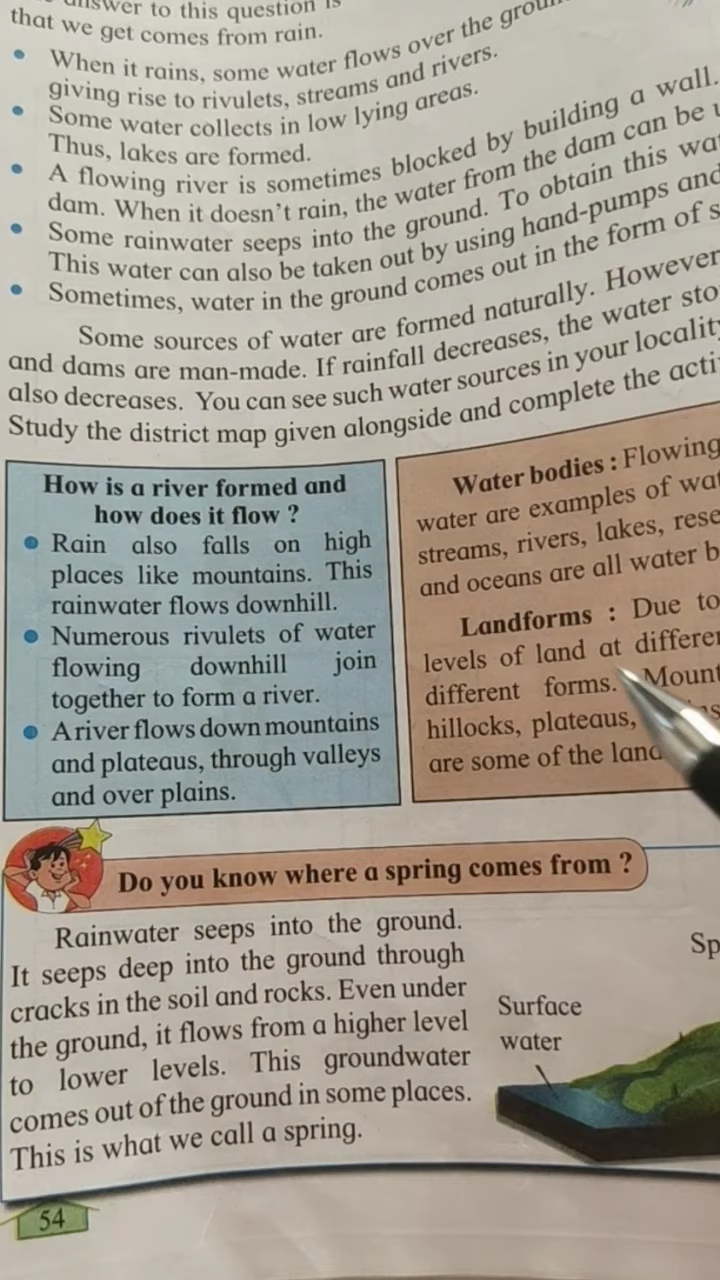 answer to this question is
that we get comes from rain.
• When it rains, some water flows over the
giving rise to rivulets, streams and rivers.
• Some water collects in low lying areas.
Thus, lakes are formed.
• A flowing river is sometimes blocked by building a wall.
dam. When it doesn't rain, the water from the dam can be
• Some rainwater seeps into the ground. To obtain this
This water can also be taken out by using hand-pumps and
• Sometimes, water in the ground comes out in the form of
Some sources of water are formed naturally. However
and dams are man-made. If rainfall decreases, the water
also decreases. You can see such water sources in your
Study the district map given alongside and complete the
How is a river formed and
how does it flow ?
• Rain also falls on high
places like mountains. This
rainwater flows downhill.
• Numerous rivulets of water
flowing downhill join
together to form a river.
• A river flows down mountains
and plateaus, through valleys
and over plains.
Water bodies : Flowing
water are examples of
streams, rivers, lakes,
and oceans are all water
Landforms : Due to
levels of land at
different forms.
hillocks, plateaus,
are some of the
Do you know where a spring comes from ?
Rainwater seeps into the ground.
It seeps deep into the ground through
cracks in the soil and rocks. Even under
the ground, it flows from a higher level
to lower levels. This groundwater
comes out of the ground in some places.
This is what we call a spring.
Surface
water
54